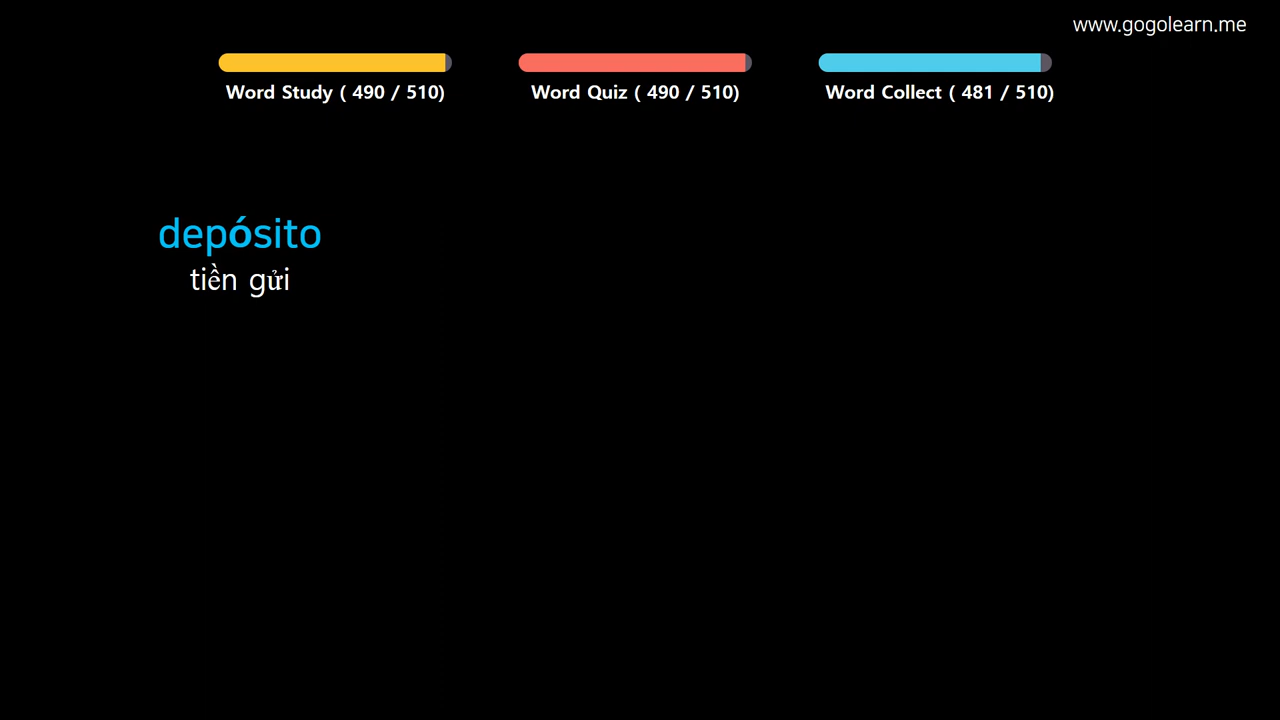 www.gogolearn.me
Word Study ( 490 / 510)
Word Quiz ( 490 / 510)
Word Collect ( 481 / 510)
depósito
tiền gửi